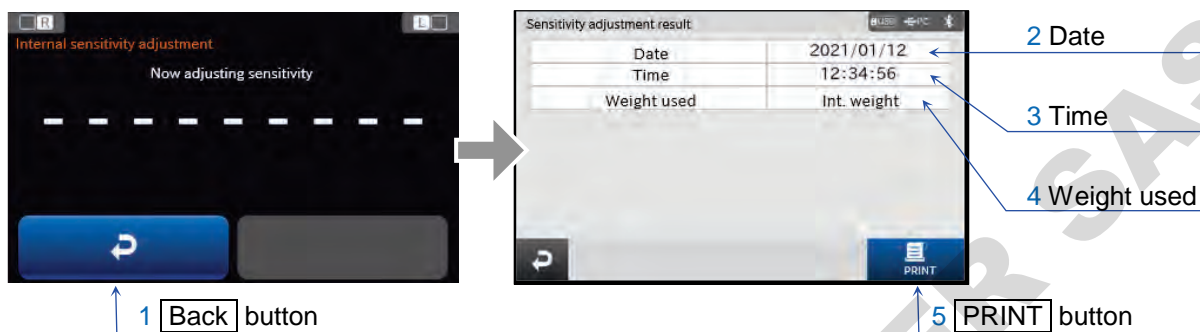 R
L
Internal sensitivity adjustment
Now adjusting sensitivity
Sensitivity adjustment result
USB
PC
Date 2021/01/12
Time 12:34:56
Weight used Int. weight
PRINT
2 Date
3 Time
4 Weight used
1 Back button
5 PRINT button